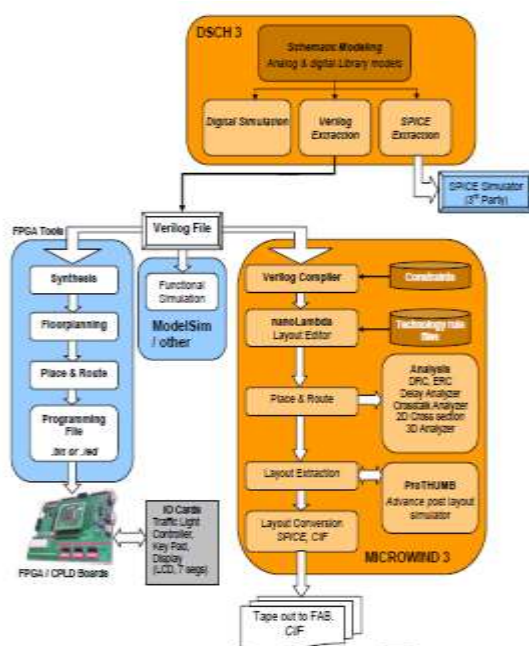 DSCH 3
Schematic Modeling
Analog & digital Library models
Digital Simulation
Verilog
Extraction
SPICE
Extraction
SPICE Simulator
(3rd Party)
Verilog File
FPGA Tools
Synthesis
Floorplanning
Place & Route
Programming
File
.bit or .jed
FPGA / CPLD Boards
IO Cards
Traffic Light
Controller,
Key Pad,
Display
(LCD, 7 segs)
Functional
Simulation
ModelSim
/ other
Verilog Compiler
Constraints
nanoLambda
Layout Editor
Technology rule
files
Place & Route
Analysis
DRC, ERC
Delay Analyzer
Crosstalk Analyzer
2D Cross section
3D Analyzer
Layout Extraction
ProTHUMB
Advance post layout
simulator
Layout Conversion
SPICE, CIF
MICROWIND 3
Tape out to FAB.
CIF